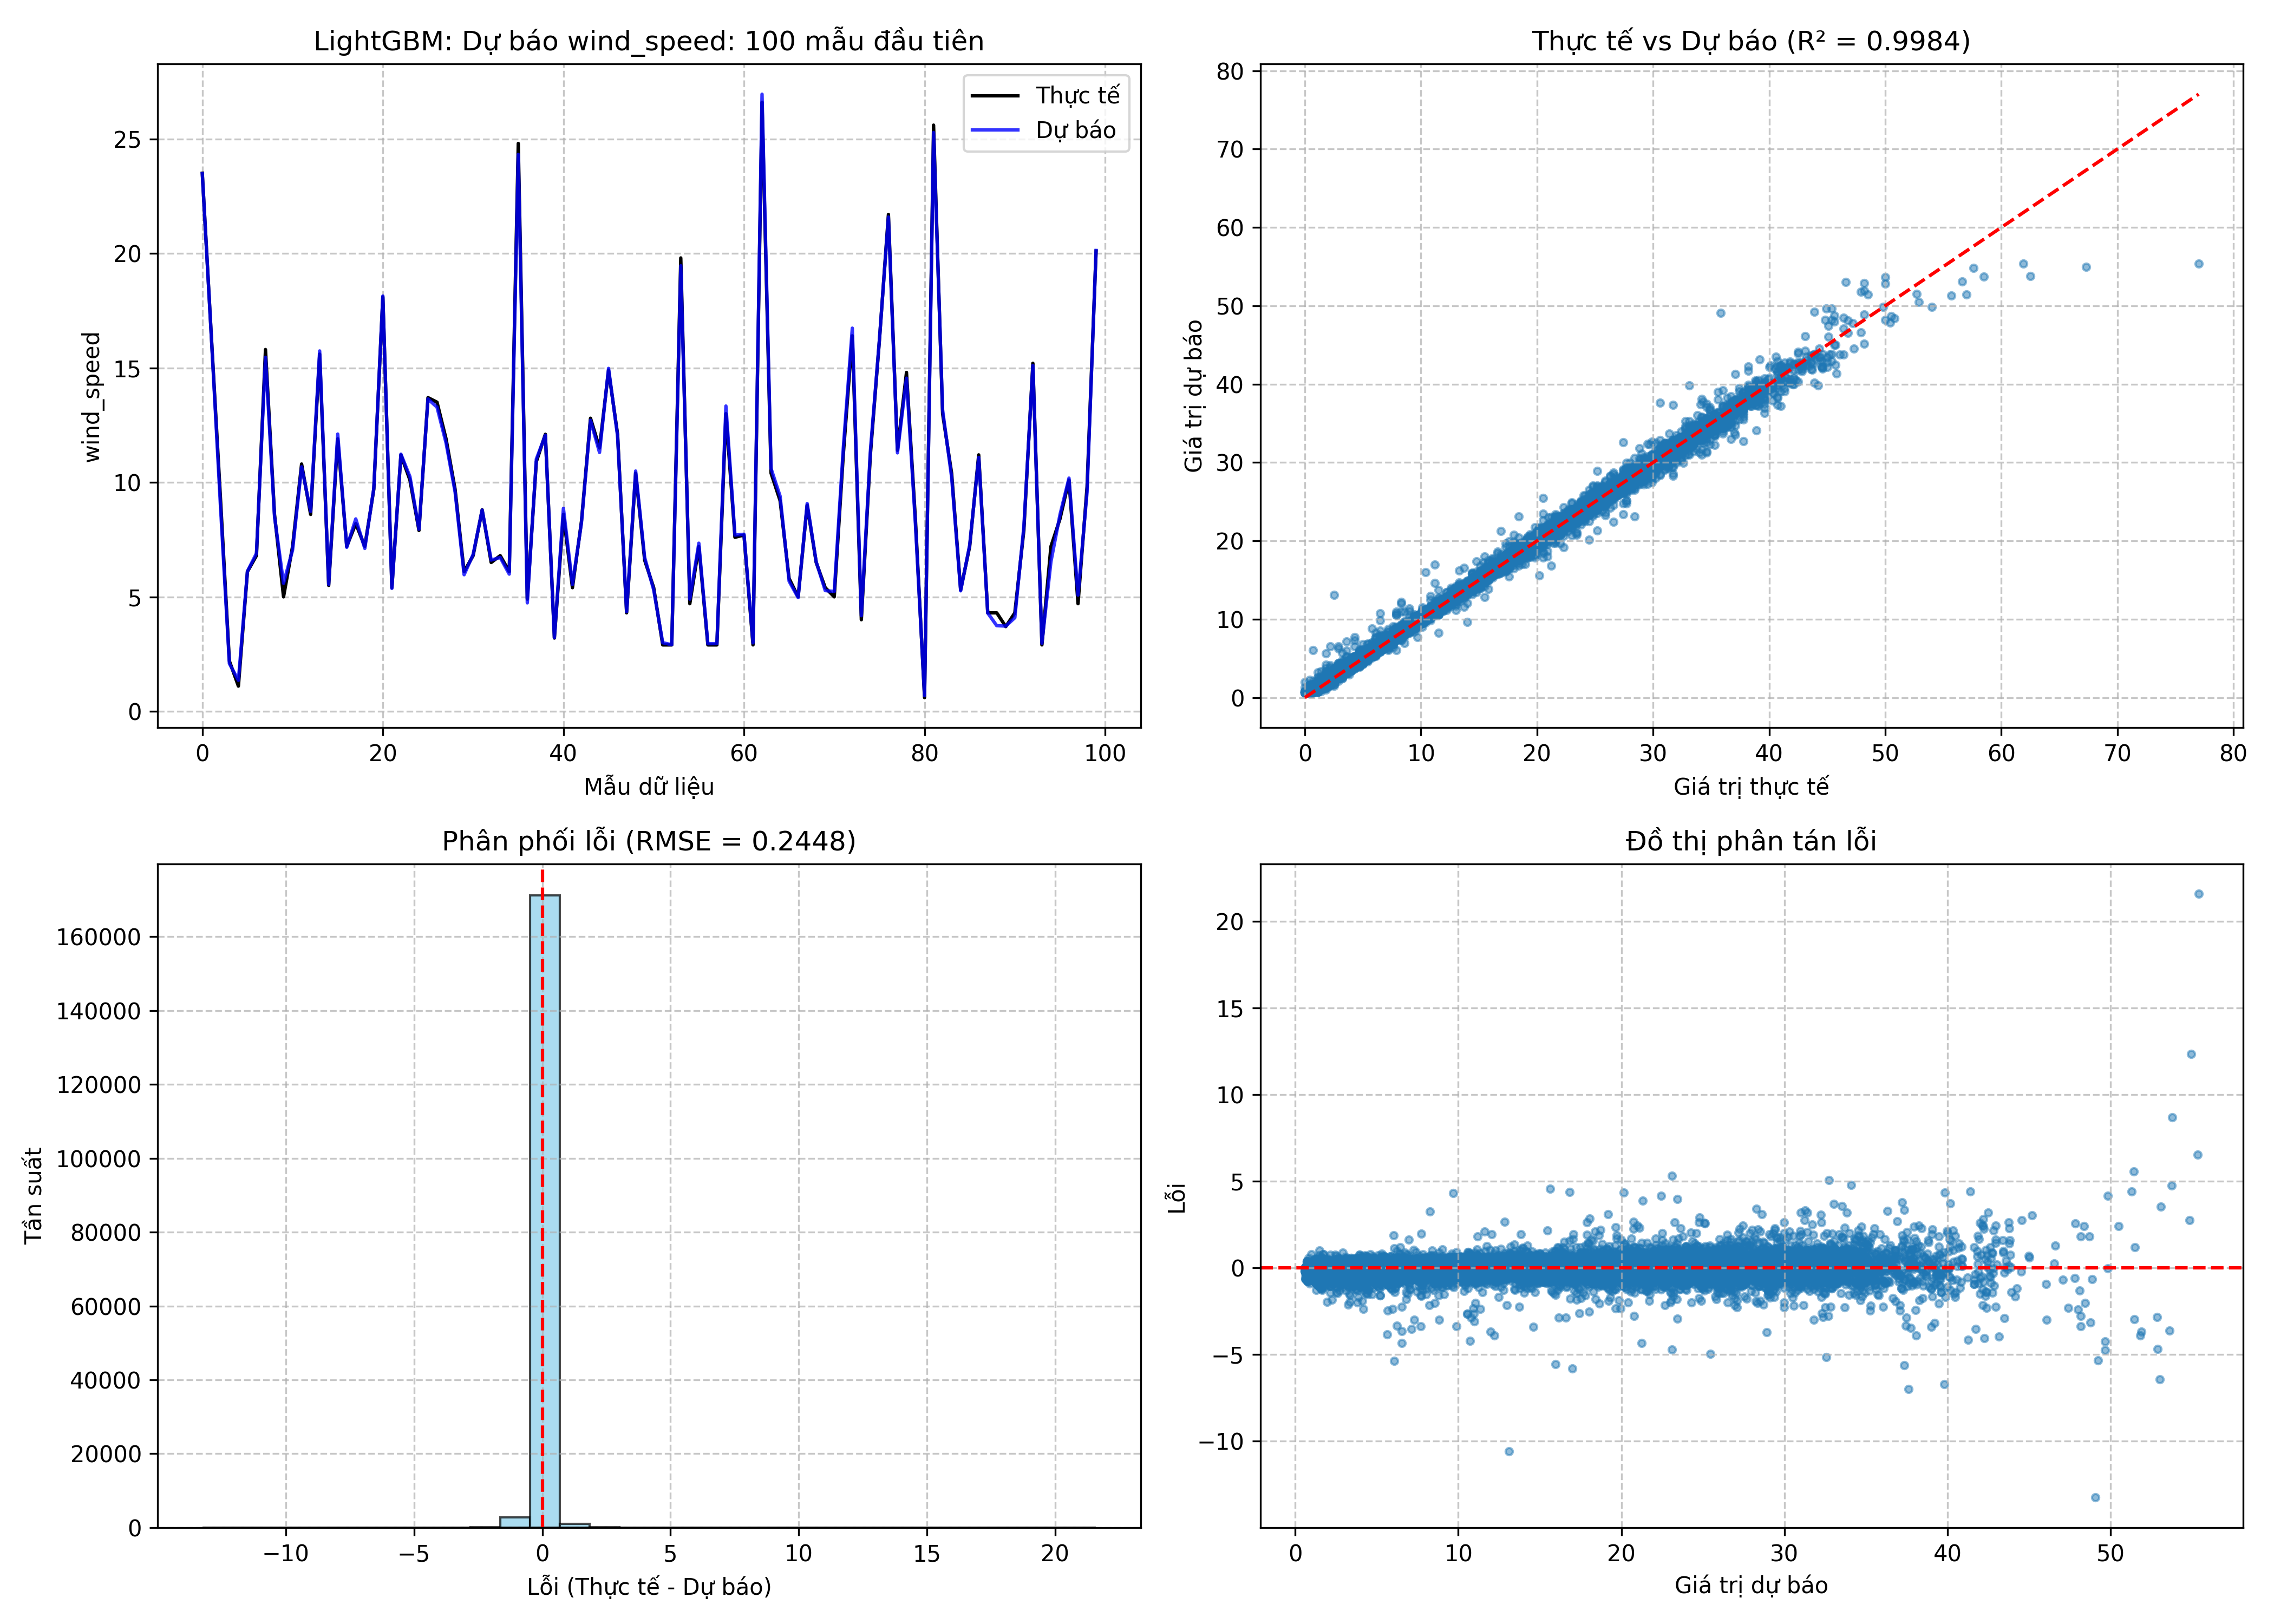 LightGBM: Dự báo wind_speed: 100 mẫu đầu tiên
Thực tế
Dự báo
25
20
15
10
5
0
wind_speed
0 20 40 60 80 100
Mẫu dữ liệu
Thực tế vs Dự báo (R² = 0.9984)
80
70
60
50
40
30
20
10
0
Giá trị dự báo
0 10 20 30 40 50 60 70 80
Giá trị thực tế
Phân phối lỗi (RMSE = 0.2448)
160000
140000
120000
100000
80000
60000
40000
20000
0
Tần suất
−10 −5 0 5 10 15 20
Lỗi (Thực tế - Dự báo)
Đồ thị phân tán lỗi
20
15
10
5
0
−5
−10
Lỗi
0 10 20 30 40 50
Giá trị dự báo